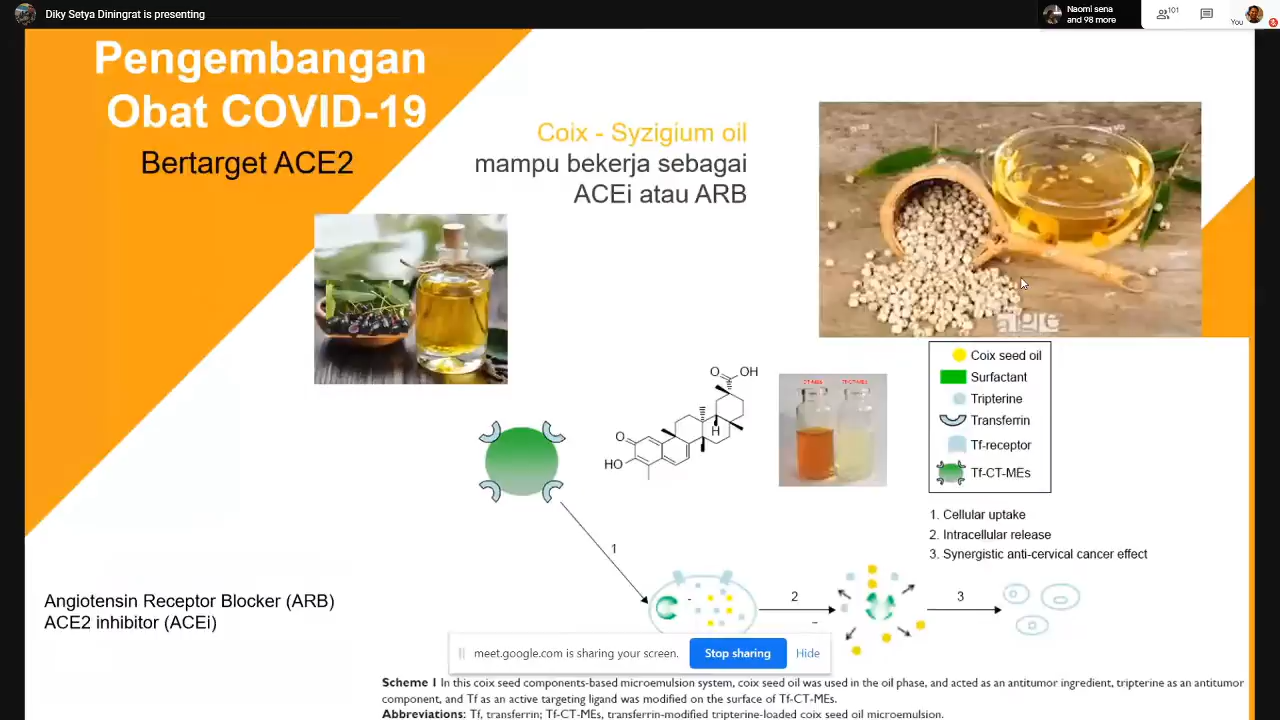 Diky Setya Diningrat is presenting
Naomi sena
and 98 more
101
You
Pengembangan
Obat COVID-19
Bertarget ACE2
Coix - Syzigium oil
mampu bekerja sebagai
ACEi atau ARB
O
OH
H
O
HO
CT-MEs
Tf-CT-MEs
Coix seed oil
Surfactant
Tripterine
Transferrin
Tf-receptor
Tf-CT-MEs
1. Cellular uptake
2. Intracellular release
3. Synergistic anti-cervical cancer effect
1
2
3
Angiotensin Receptor Blocker (ARB)
ACE2 inhibitor (ACEi)
meet.google.com is sharing your screen.
Stop sharing
Hide
Scheme 1 In this coix seed components-based microemulsion system, coix seed oil was used in the oil phase, and acted as an antitumor ingredient, tripterine as an antitumor
component, and Tf as an active targeting ligand was modified on the surface of Tf-CT-MEs.
Abbreviations: Tf, transferrin; Tf-CT-MEs, transferrin-modified tripterine-loaded coix seed oil microemulsion.